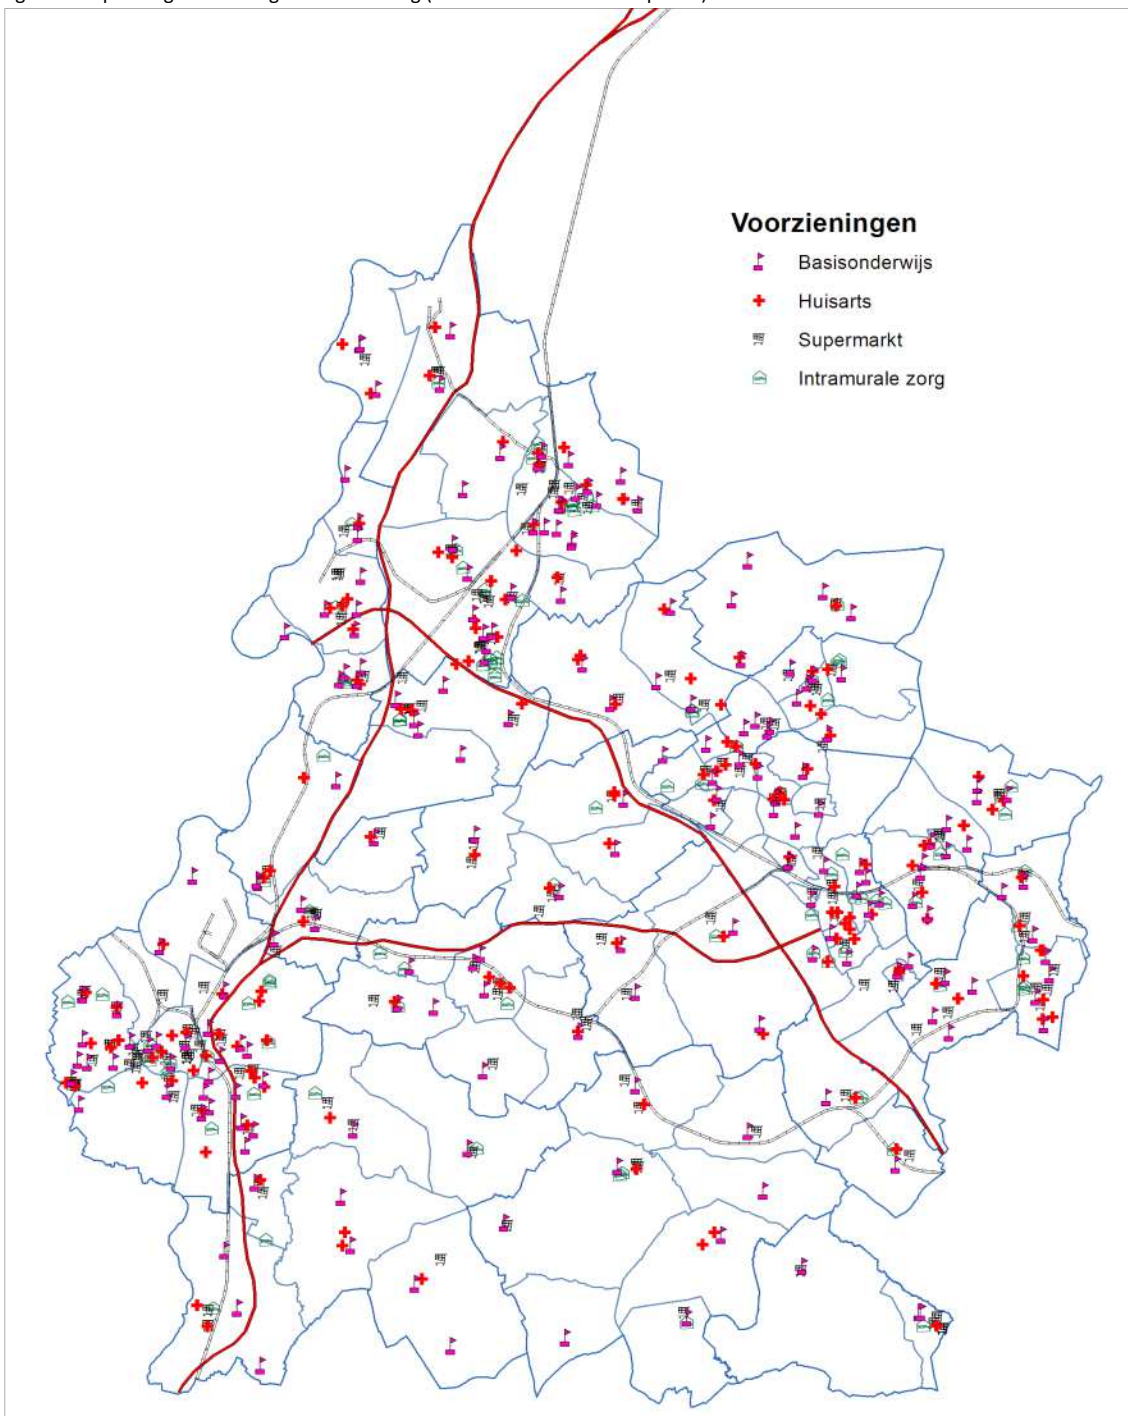 Voorzieningen
Basisonderwijs
Huisarts
Supermarkt
Intramurale zorg